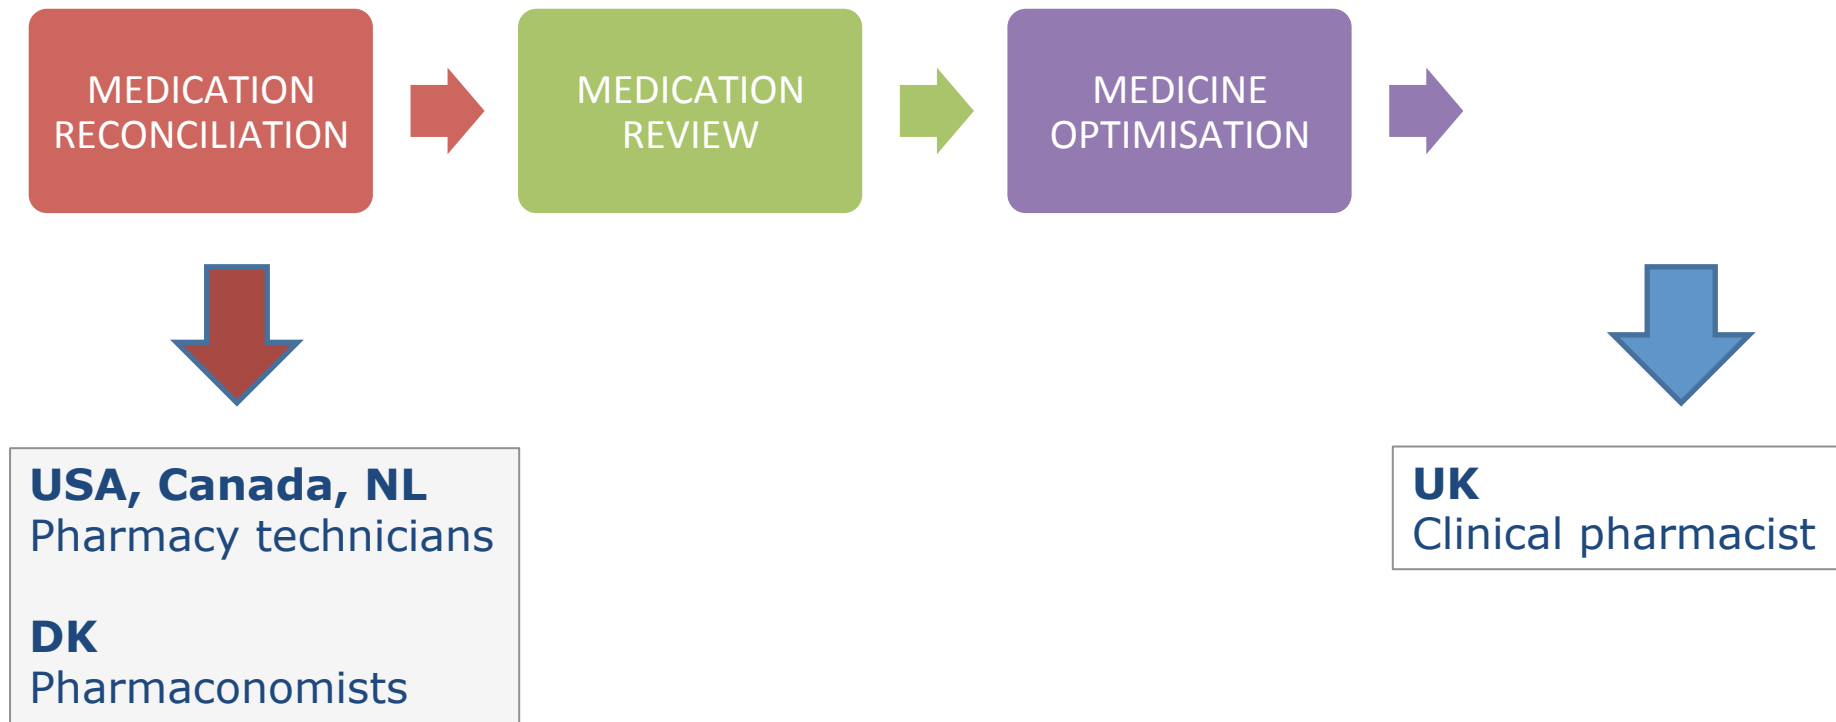 MEDICATION
RECONCILIATION
MEDICATION
REVIEW
MEDICINE
OPTIMISATION
USA, Canada, NL
Pharmacy technicians
DK
Pharmaconomists
UK
Clinical pharmacist